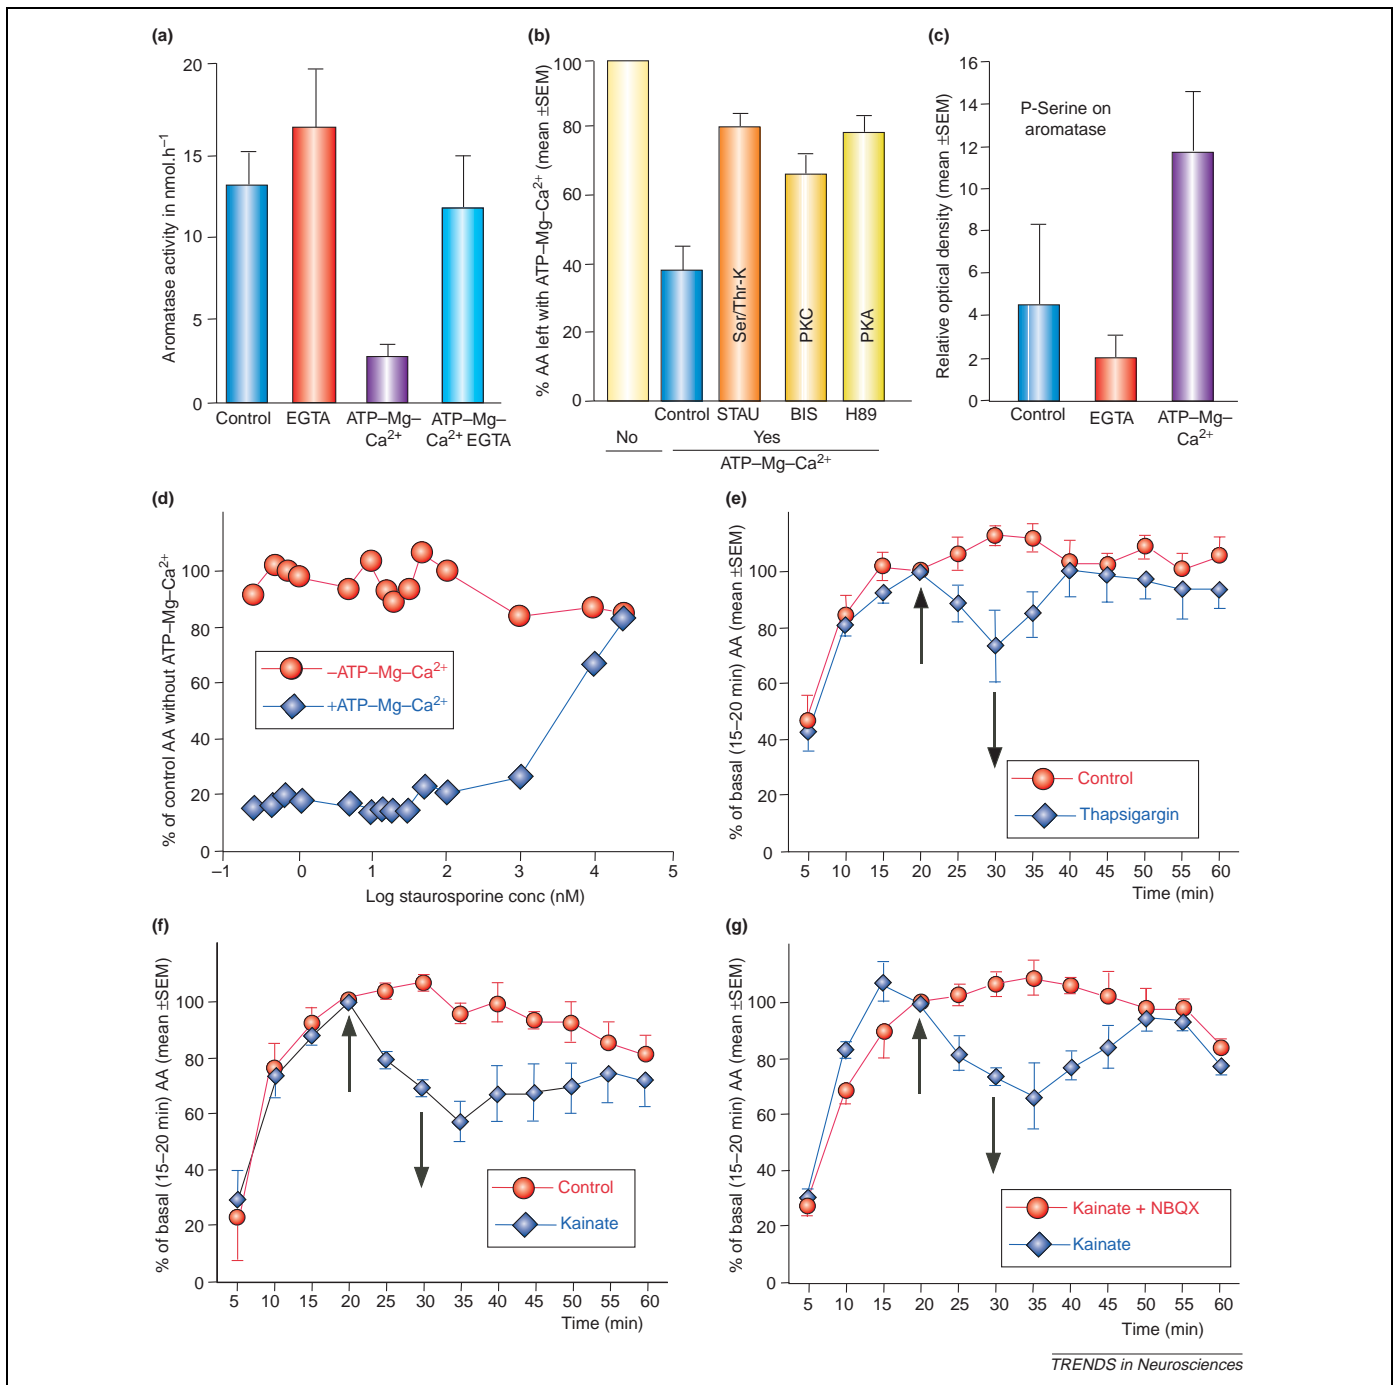 (a)
Aromatase activity in nmol.h⁻¹
20
15
10
5
0
Control
EGTA
ATP–Mg–
Ca²⁺
ATP–Mg–
Ca²⁺ EGTA
(b)
% AA left with ATP–Mg–Ca²⁺ (mean ±SEM)
100
80
60
40
20
0
Ser/Thr-K
PKC
PKA
Control
STAU
BIS
H89
No
Yes
ATP–Mg–Ca²⁺
(c)
Relative optical density (mean ±SEM)
16
14
12
10
8
6
4
2
0
P-Serine on
aromatase
Control
EGTA
ATP–Mg–
Ca²⁺
(d)
% of control AA without ATP–Mg–Ca²⁺
100
80
60
40
20
0
–ATP–Mg–Ca²⁺
+ATP–Mg–Ca²⁺
–1 0 1 2 3 4 5
Log staurosporine conc (nM)
(e)
% of basal (15–20 min) AA (mean ±SEM)
100
80
60
40
20
0
Control
Thapsigargin
5 10 15 20 25 30 35 40 45 50 55 60
Time (min)
(f)
% of basal (15–20 min) AA (mean ±SEM)
100
80
60
40
20
0
Control
Kainate
5 10 15 20 25 30 35 40 45 50 55 60
Time (min)
(g)
% of basal (15–20 min) AA (mean ±SEM)
100
80
60
40
20
0
Kainate + NBQX
Kainate
5 10 15 20 25 30 35 40 45 50 55 60
Time (min)
TRENDS in Neurosciences